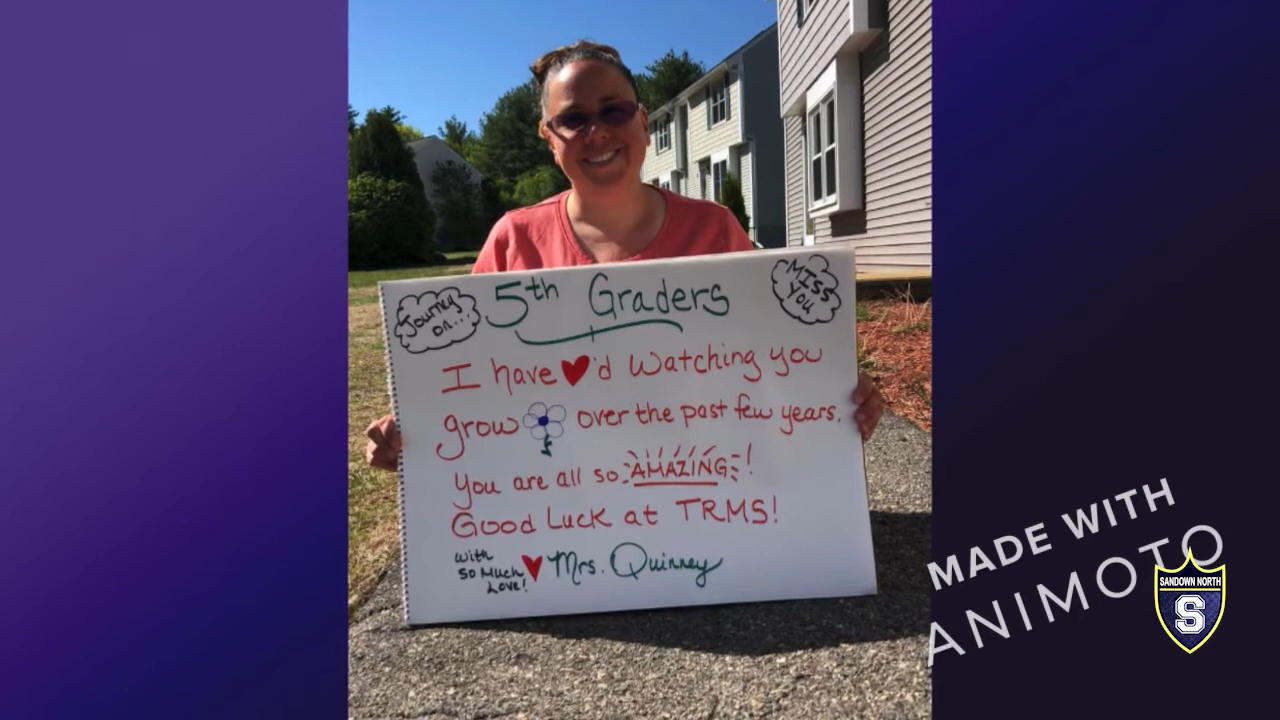 Journey on...
5th Graders
MISS YOU
I have ♥'d watching you
grow over the past few years.
You are all so AMAZING!
Good Luck at TRMS!
with so much love! ♥ Mrs. Quinney
MADE WITH
ANIMOTO
SANDOWN NORTH
S